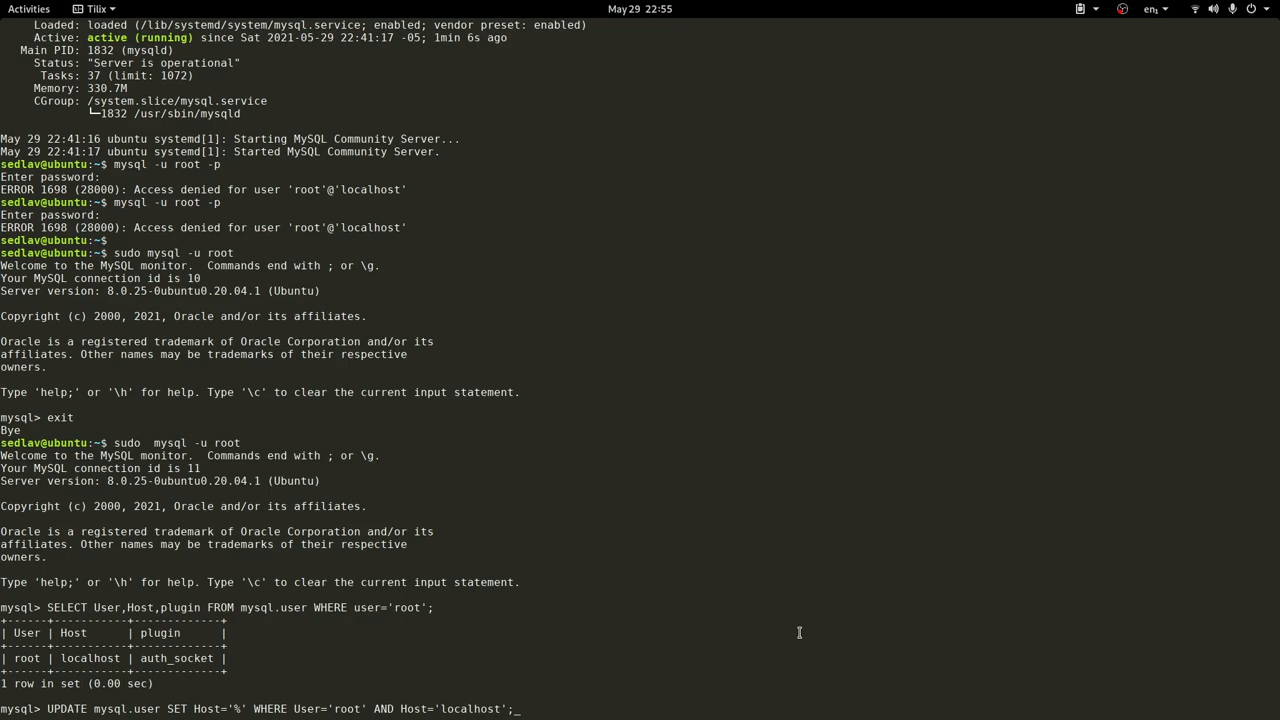 Activities
Tilix
May 29 22:55
en₁
Loaded: loaded (/lib/systemd/system/mysql.service; enabled; vendor preset: enabled)
Active: active (running) since Sat 2021-05-29 22:41:17 -05; 1min 6s ago
Main PID: 1832 (mysqld)
Status: "Server is operational"
Tasks: 37 (limit: 1072)
Memory: 330.7M
CGroup: /system.slice/mysql.service
└─1832 /usr/sbin/mysqld
May 29 22:41:16 ubuntu systemd[1]: Starting MySQL Community Server...
May 29 22:41:17 ubuntu systemd[1]: Started MySQL Community Server.
sedlav@ubuntu:~$ mysql -u root -p
Enter password:
ERROR 1698 (28000): Access denied for user 'root'@'localhost'
sedlav@ubuntu:~$ mysql -u root -p
Enter password:
ERROR 1698 (28000): Access denied for user 'root'@'localhost'
sedlav@ubuntu:~$
sedlav@ubuntu:~$ sudo mysql -u root
Welcome to the MySQL monitor.  Commands end with ; or \g.
Your MySQL connection id is 10
Server version: 8.0.25-0ubuntu0.20.04.1 (Ubuntu)
Copyright (c) 2000, 2021, Oracle and/or its affiliates.
Oracle is a registered trademark of Oracle Corporation and/or its
affiliates. Other names may be trademarks of their respective
owners.
Type 'help;' or '\h' for help. Type '\c' to clear the current input statement.
mysql> exit
Bye
sedlav@ubuntu:~$ sudo  mysql -u root
Welcome to the MySQL monitor.  Commands end with ; or \g.
Your MySQL connection id is 11
Server version: 8.0.25-0ubuntu0.20.04.1 (Ubuntu)
Copyright (c) 2000, 2021, Oracle and/or its affiliates.
Oracle is a registered trademark of Oracle Corporation and/or its
affiliates. Other names may be trademarks of their respective
owners.
Type 'help;' or '\h' for help. Type '\c' to clear the current input statement.
mysql> SELECT User,Host,plugin FROM mysql.user WHERE user='root';
+------+-----------+-------------+
| User | Host      | plugin      |
+------+-----------+-------------+
| root | localhost | auth_socket |
+------+-----------+-------------+
1 row in set (0.00 sec)
mysql> UPDATE mysql.user SET Host='%' WHERE User='root' AND Host='localhost';_